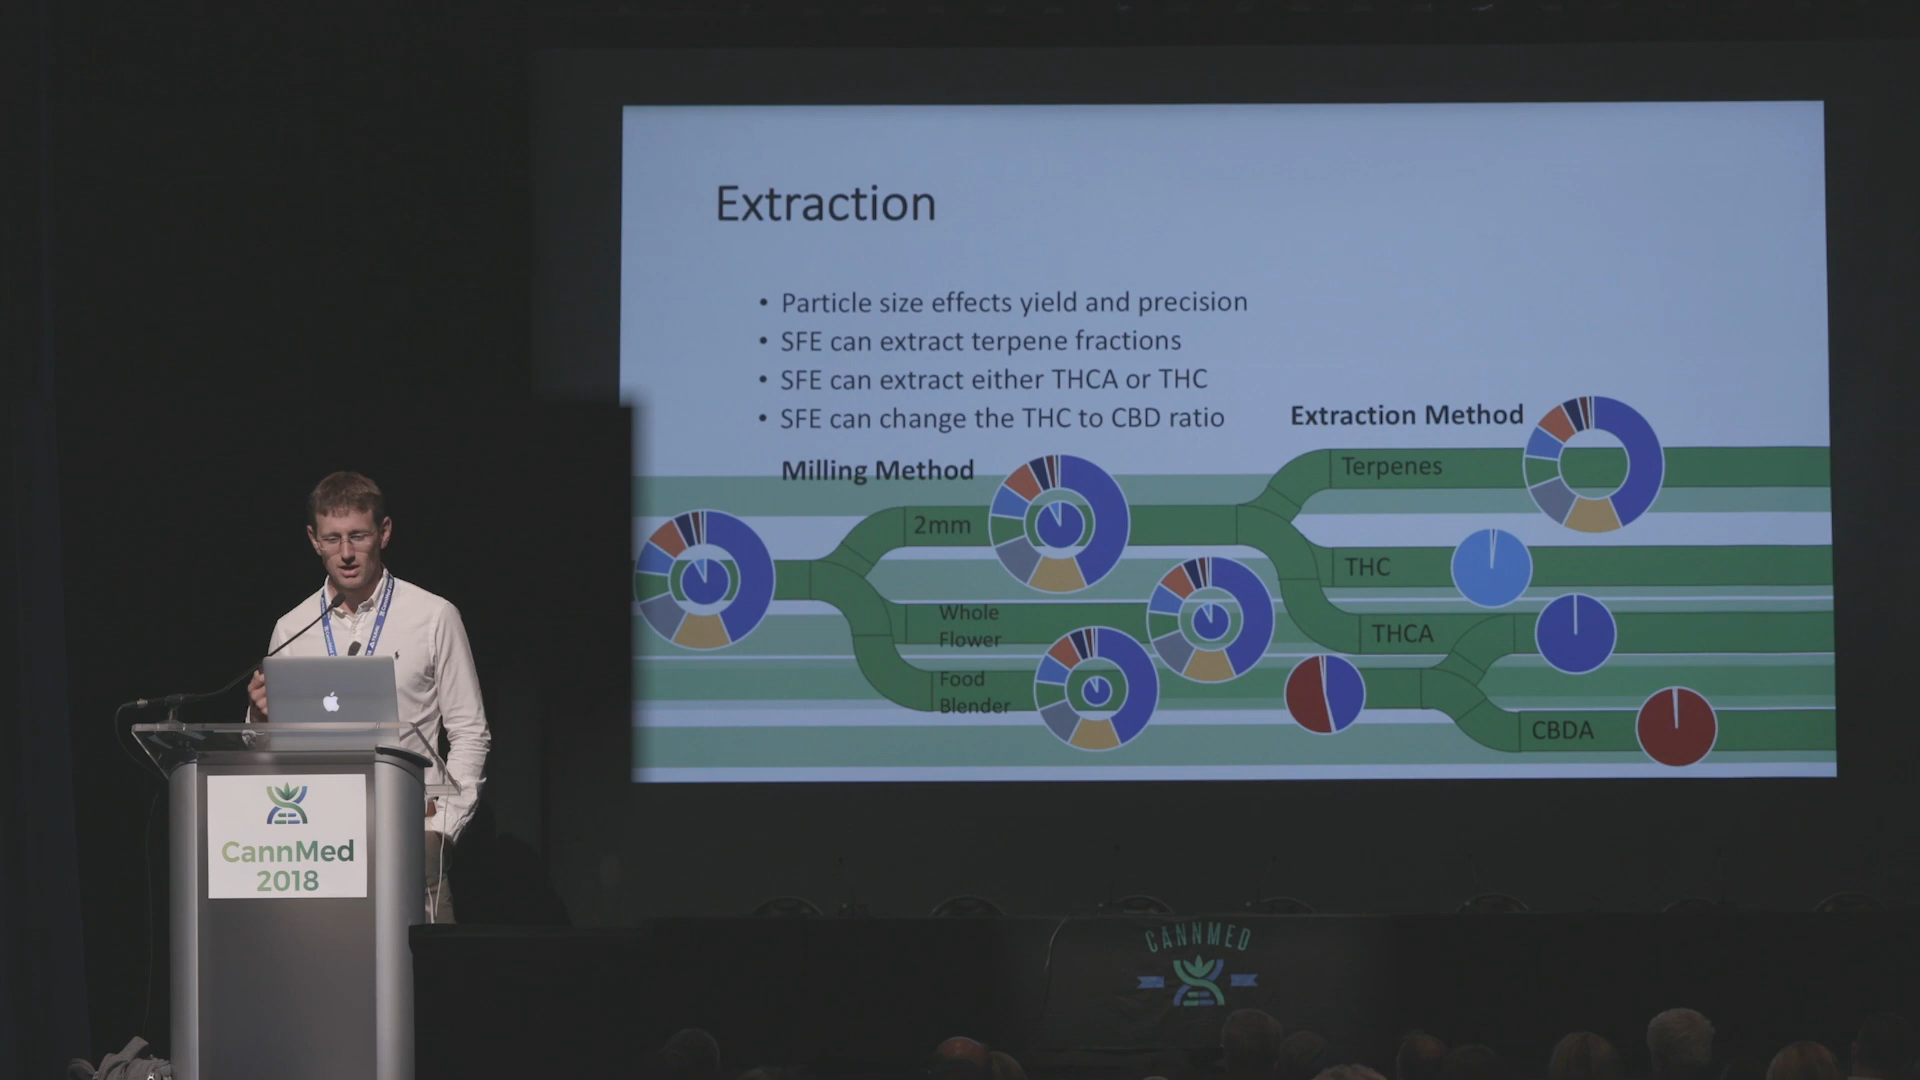 Extraction
• Particle size effects yield and precision
• SFE can extract terpene fractions
• SFE can extract either THCA or THC
• SFE can change the THC to CBD ratio
Extraction Method
Milling Method
Terpenes
2mm
THC
Whole
Flower
THCA
Food
Blender
CBDA
CannMed
2018
CANNMED